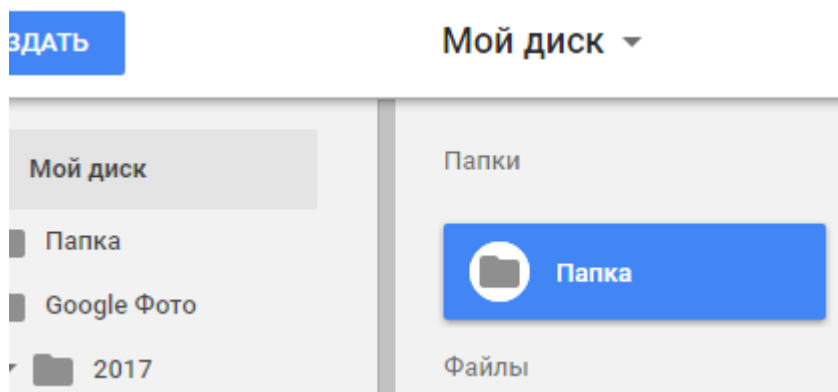 ЗДАТЬ
Мой диск
Мой диск
Папка
Google Фото
2017
Папки
Папка
Файлы